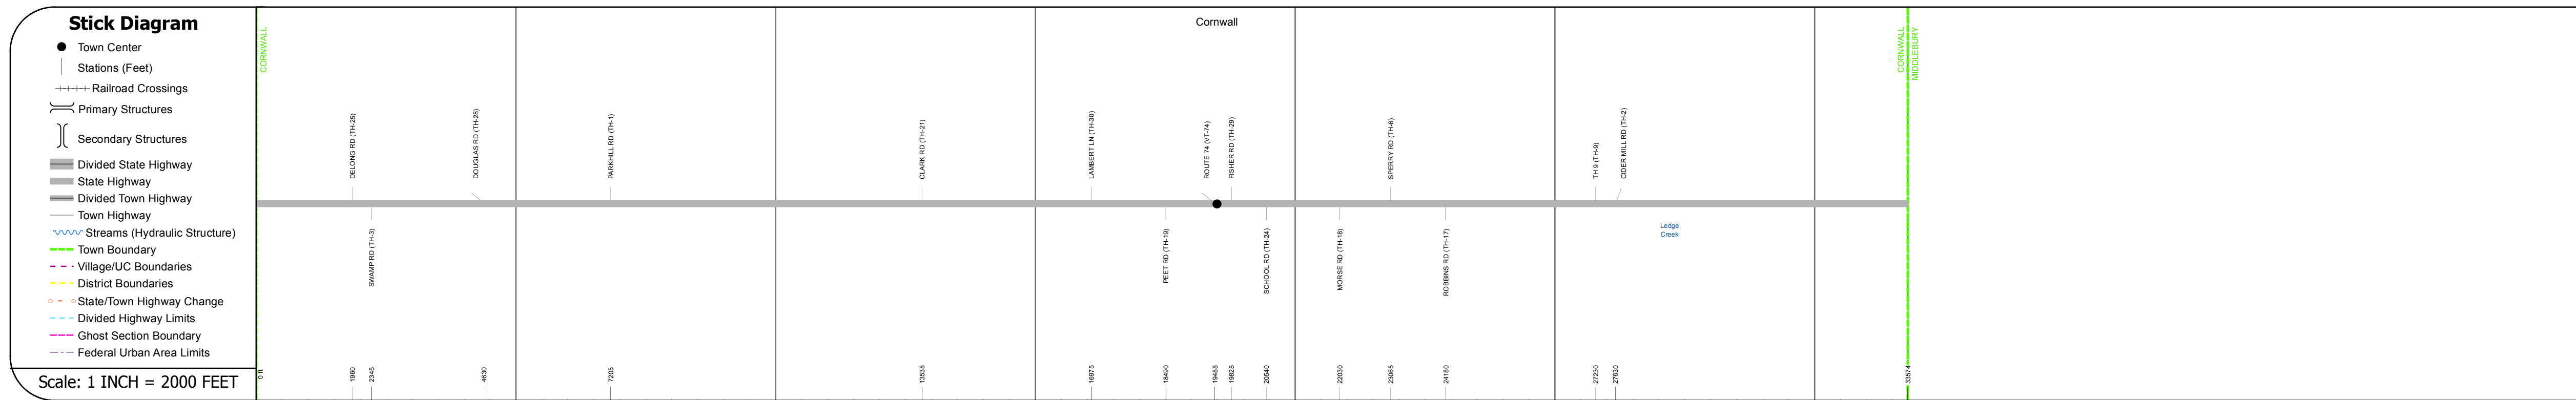 Stick Diagram
Town Center
Stations (Feet)
Railroad Crossings
Primary Structures
Secondary Structures
Divided State Highway
State Highway
Divided Town Highway
Town Highway
Streams (Hydraulic Structure)
Town Boundary
Village/UC Boundaries
District Boundaries
State/Town Highway Change
Divided Highway Limits
Ghost Section Boundary
Federal Urban Area Limits
Scale: 1 INCH = 2000 FEET
Cornwall
CORNWALL
CORNWALL
MIDDLEBURY
DELONG RD (TH-25)
DOUGLAS RD (TH-28)
PARKHILL RD (TH-1)
CLARK RD (TH-21)
LAMBERT LN (TH-30)
ROUTE 74 (VT-74)
FISHER RD (TH-29)
SPERRY RD (TH-6)
TH 9 (TH-9)
CIDER MILL RD (TH-2)
SWAMP RD (TH-3)
PEET RD (TH-19)
SCHOOL RD (TH-24)
MORSE RD (TH-18)
ROBBINS RD (TH-17)
Ledge
Creek
0 ft
1960
2345
4630
7205
13538
16975
18490
19488
19828
20540
22030
23065
24180
27230
27630
33574